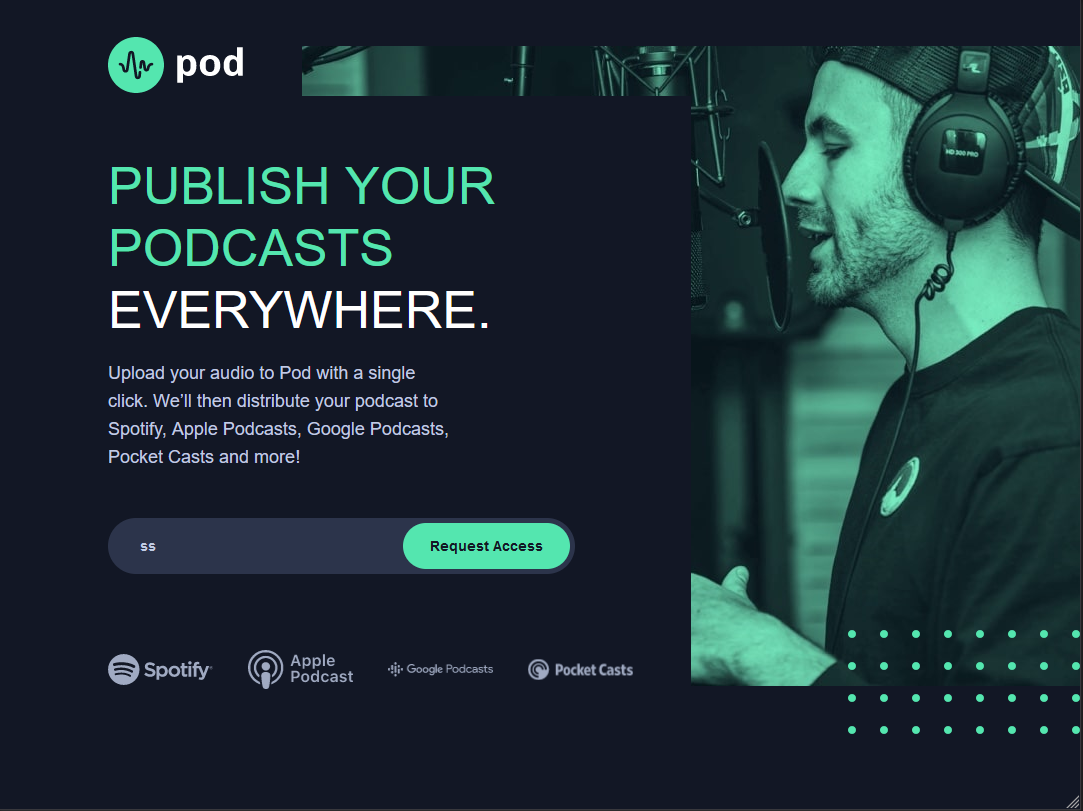 pod
HD 300 PRO
PUBLISH YOUR
PODCASTS
EVERYWHERE.
Upload your audio to Pod with a single
click. We’ll then distribute your podcast to
Spotify, Apple Podcasts, Google Podcasts,
Pocket Casts and more!
ss
Request Access
Spotify
Apple
Podcast
Google Podcasts
Pocket Casts